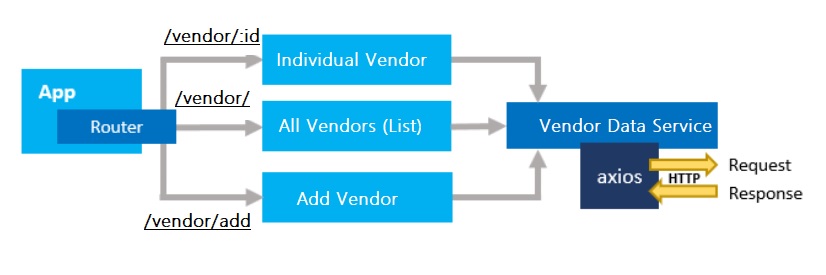 /vendor/:id
Individual Vendor
App
Router
/vendor/
All Vendors (List)
Vendor Data Service
axios
HTTP
Request
Response
Add Vendor
/vendor/add